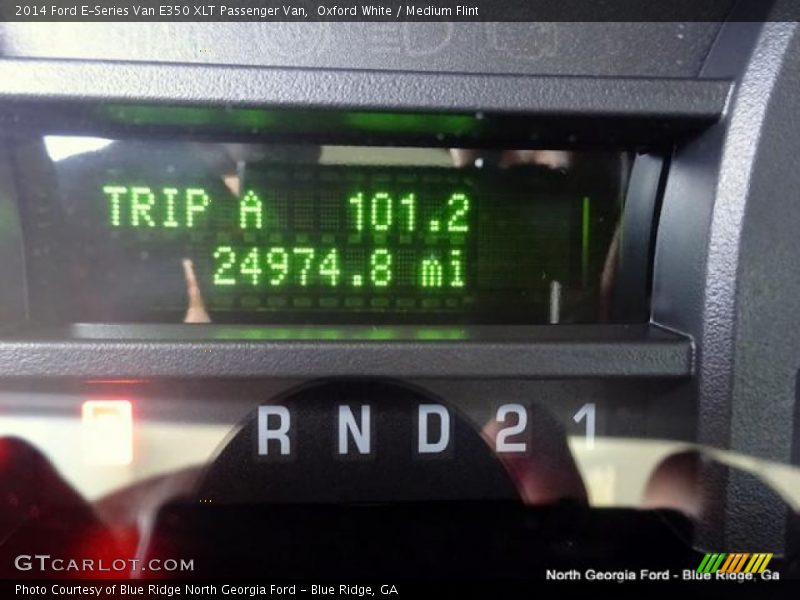 2014 Ford E-Series Van E350 XLT Passenger Van, Oxford White / Medium Flint
TRIP A 101.2
24974.8 mi
R N D 2 1
GTCARLOT.COM
North Georgia Ford - Blue Ridge, Ga
Photo Courtesy of Blue Ridge North Georgia Ford - Blue Ridge, GA